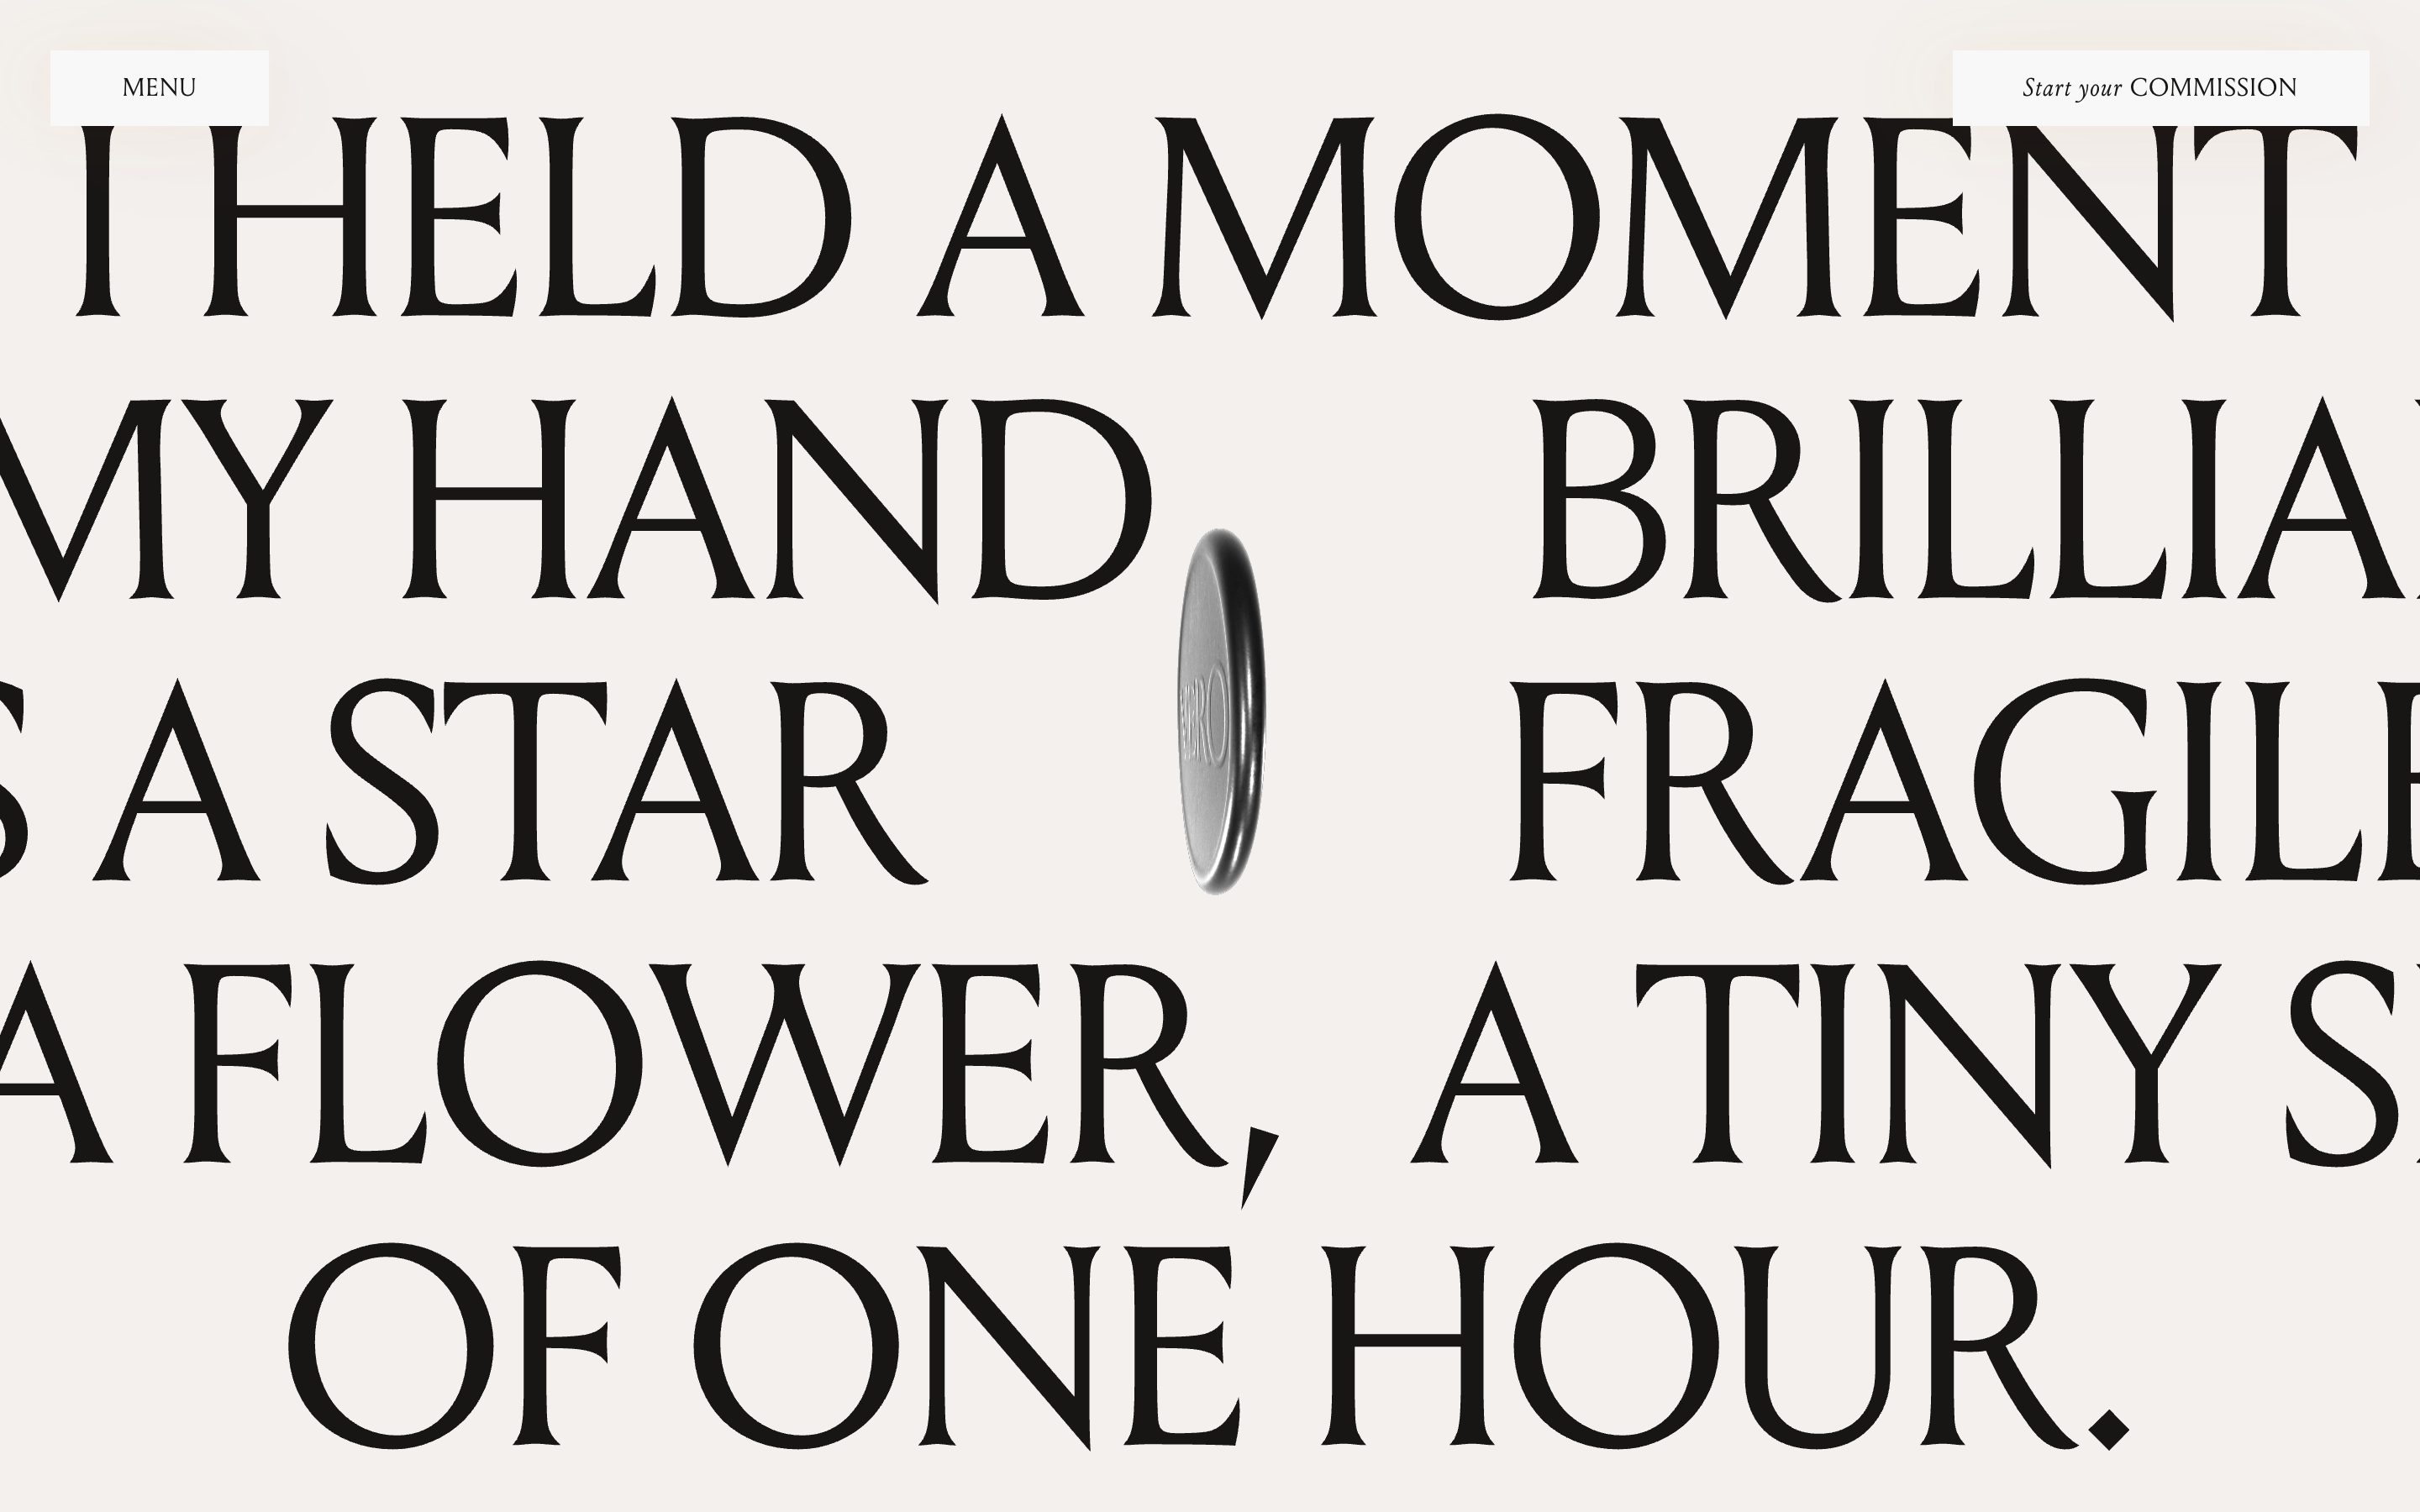 MENU
Start your COMMISSION
I HELD A MOMENT
MY HAND BRILLIA
S A STAR FRAGILE
A FLOWER, A TINY S
OF ONE HOUR.